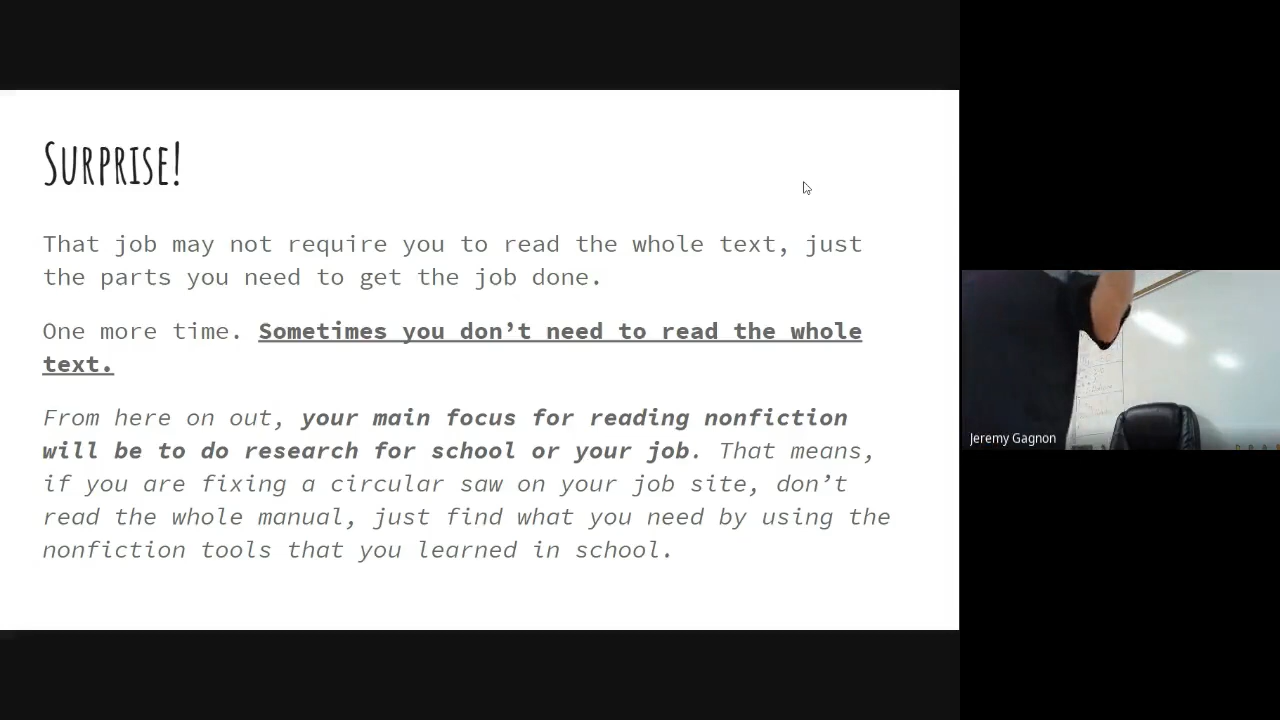 SURPRISE!
That job may not require you to read the whole text, just
the parts you need to get the job done.
One more time. Sometimes you don't need to read the whole
text.
From here on out, your main focus for reading nonfiction
will be to do research for school or your job. That means,
if you are fixing a circular saw on your job site, don't
read the whole manual, just find what you need by using the
nonfiction tools that you learned in school.
Jeremy Gagnon